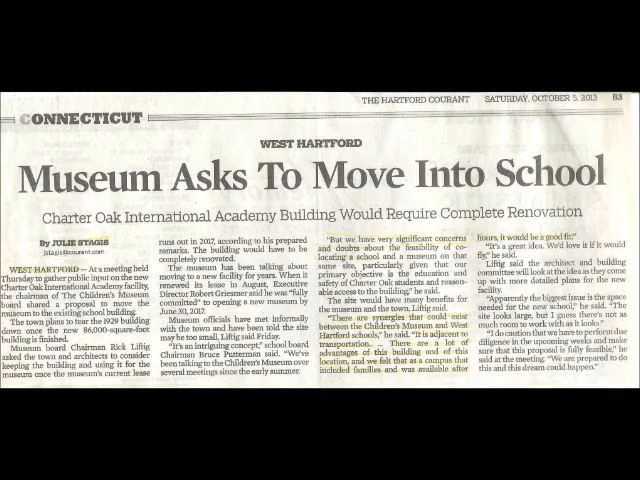 THE HARTFORD COURANT SATURDAY, OCTOBER 5, 2013 B3
CONNECTICUT
WEST HARTFORD
Museum Asks To Move Into School
Charter Oak International Academy Building Would Require Complete Renovation
By JULIE STAGIS
jstagis@courant.com
WEST HARTFORD — At a meeting held
Thursday to gather public input on the new
Charter Oak International Academy facility,
the chairman of The Children's Museum
board shared a proposal to move the
museum to the existing school building.
The town plans to tear the 1929 building
down once the new 86,000-square-foot
building is finished.
Museum Board Chairman Rick Liftig
asked the town and architects to consider
keeping the building and using it for the
museum once the museum's current lease
runs out in 2017, according to his prepared
remarks. The building would have to be
completely renovated.
The museum has been talking about
moving to a new facility for years. When it
renewed its lease in August, Executive
Director Robert Griesmer said he was "fully
committed" to opening a new museum by
June 30, 2017.
Museum officials have met informally
with the town and have been told the site
may be too small, Liftig said Friday.
"It's an intriguing concept," school board
Chairman Bruce Putterman said. "We've
been talking to the Children's Museum over
several meetings since the early summer.
"But we have very significant concerns
and doubts about the feasibility of co-
locating a school and a museum on that
same site, particularly given that our
primary objective is the education and
safety of Charter Oak students and reason-
able access to the building," he said.
The site would have many benefits for
the museum and the town, Liftig said.
"There are synergies that could exist
between the Children's Museum and West
Hartford schools," he said. "It is adjacent to
transportation. ... There are a lot of
advantages of this building and of this
location, and we felt that as a campus that
included families and was available after
hours, it would be a good fit."
"It's a great idea. We'd love it if it would
fly," he said.
Liftig said the architect and building
committee will look at the idea as they come
up with more detailed plans for the new
facility.
"Apparently the biggest issue is the space
needed for the new school," he said. "The
site looks large, but I guess there's not as
much room to work with as it looks."
"I do caution that we have to perform due
diligence in the upcoming weeks and make
sure that this proposal is fully feasible," he
said at the meeting. "We are prepared to do
this and this dream could happen."